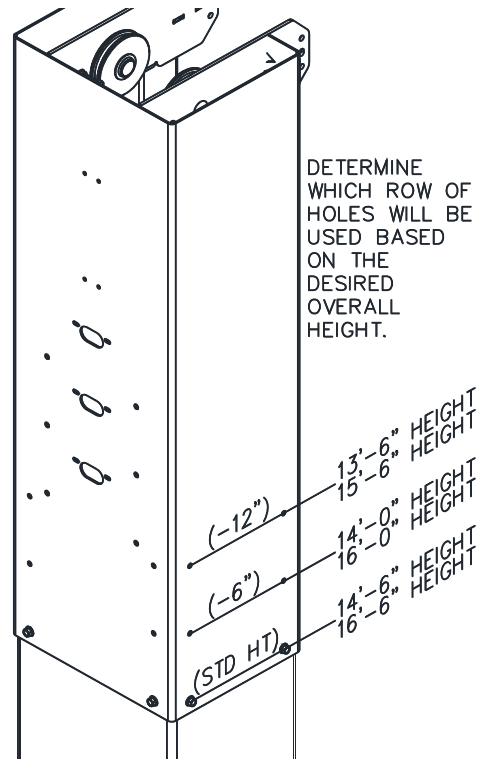 DETERMINE
WHICH ROW OF
HOLES WILL BE
USED BASED
ON THE
DESIRED
OVERALL
HEIGHT.
(-12")
13'-6" HEIGHT
15'-6" HEIGHT
(-6")
14'-0" HEIGHT
16'-0" HEIGHT
(STD HT)
14'-6" HEIGHT
16'-6" HEIGHT